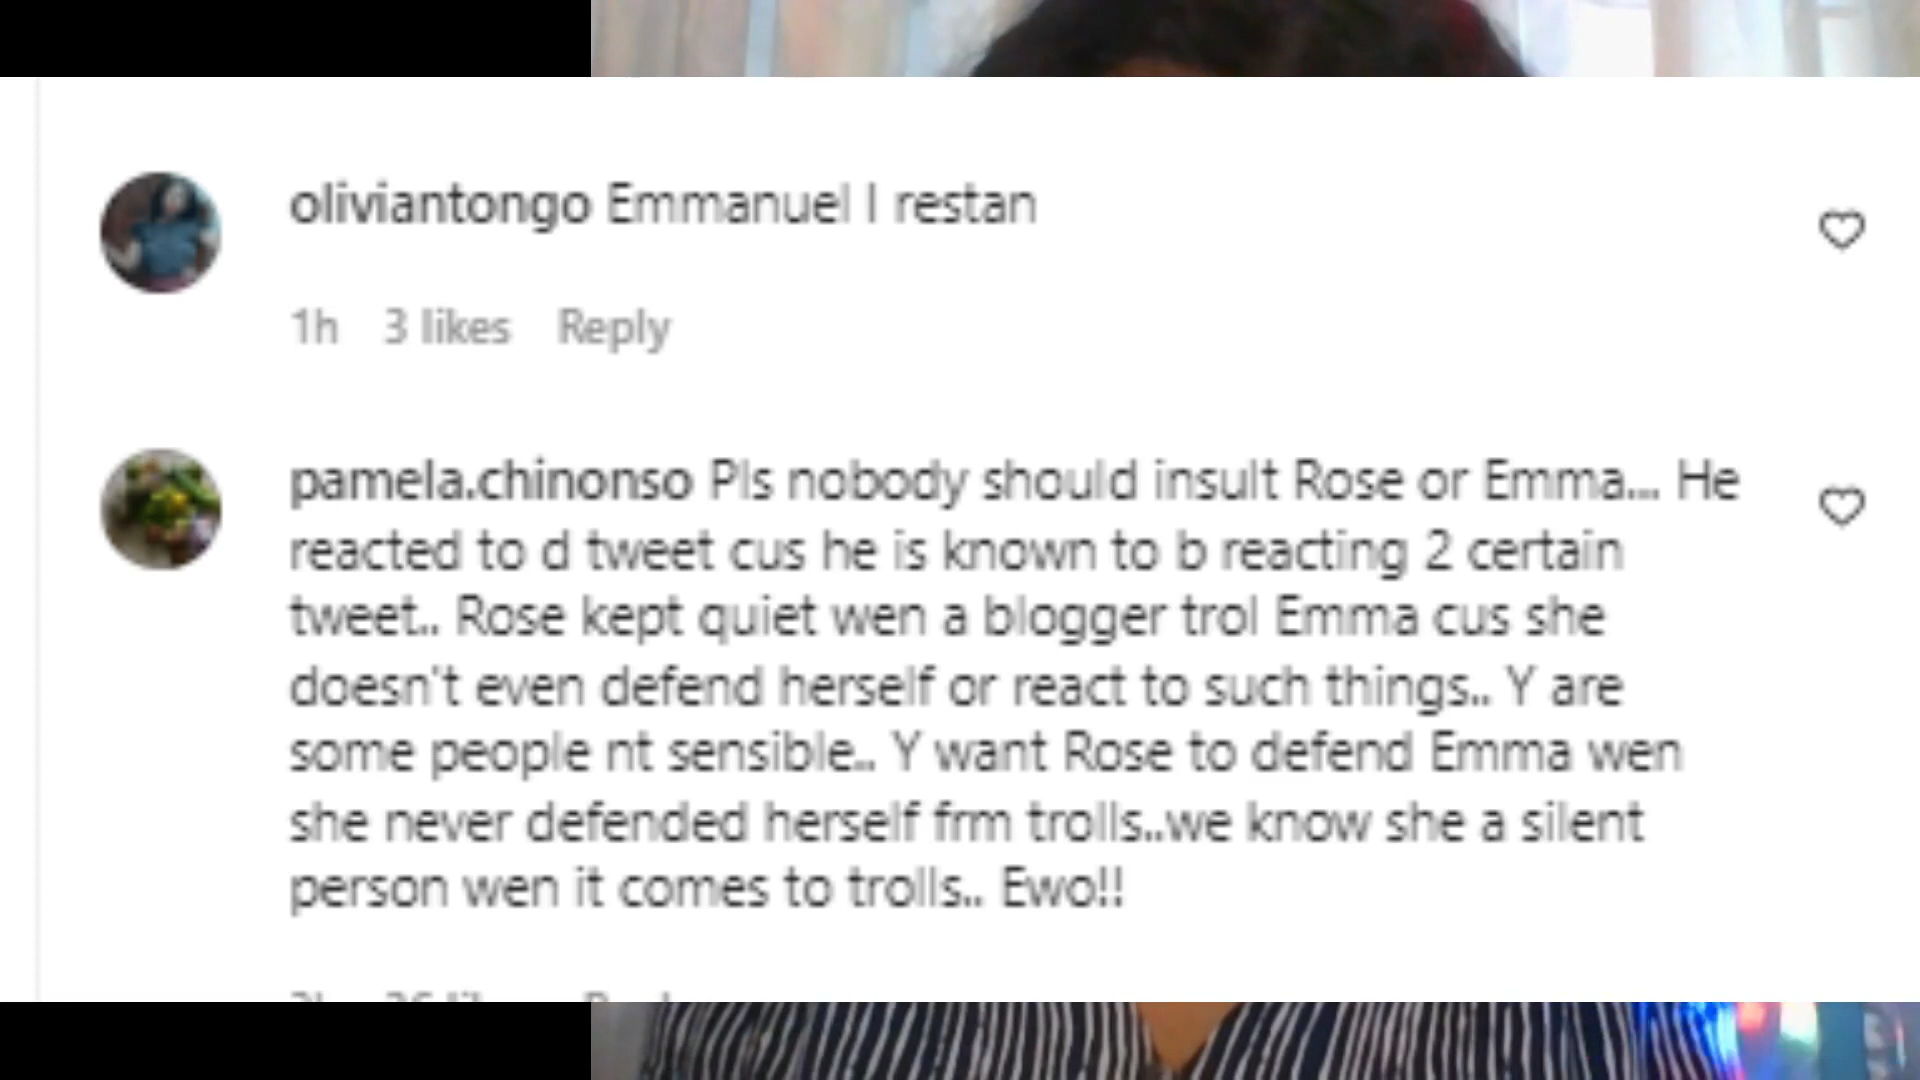 oliviantongo Emmanuel I restan
1h 3 likes Reply
pamela.chinonso Pls nobody should insult Rose or Emma... He
reacted to d tweet cus he is known to b reacting 2 certain
tweet.. Rose kept quiet wen a blogger trol Emma cus she
doesn't even defend herself or react to such things.. Y are
some people nt sensible.. Y want Rose to defend Emma wen
she never defended herself frm trolls..we know she a silent
person wen it comes to trolls.. Ewo!!